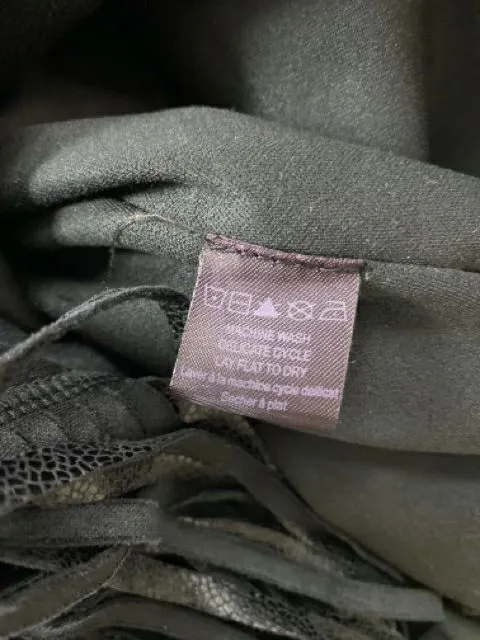 MACHINE WASH
DELICATE CYCLE
LAY FLAT TO DRY
Laver à la machine cycle délicat
Sécher à plat